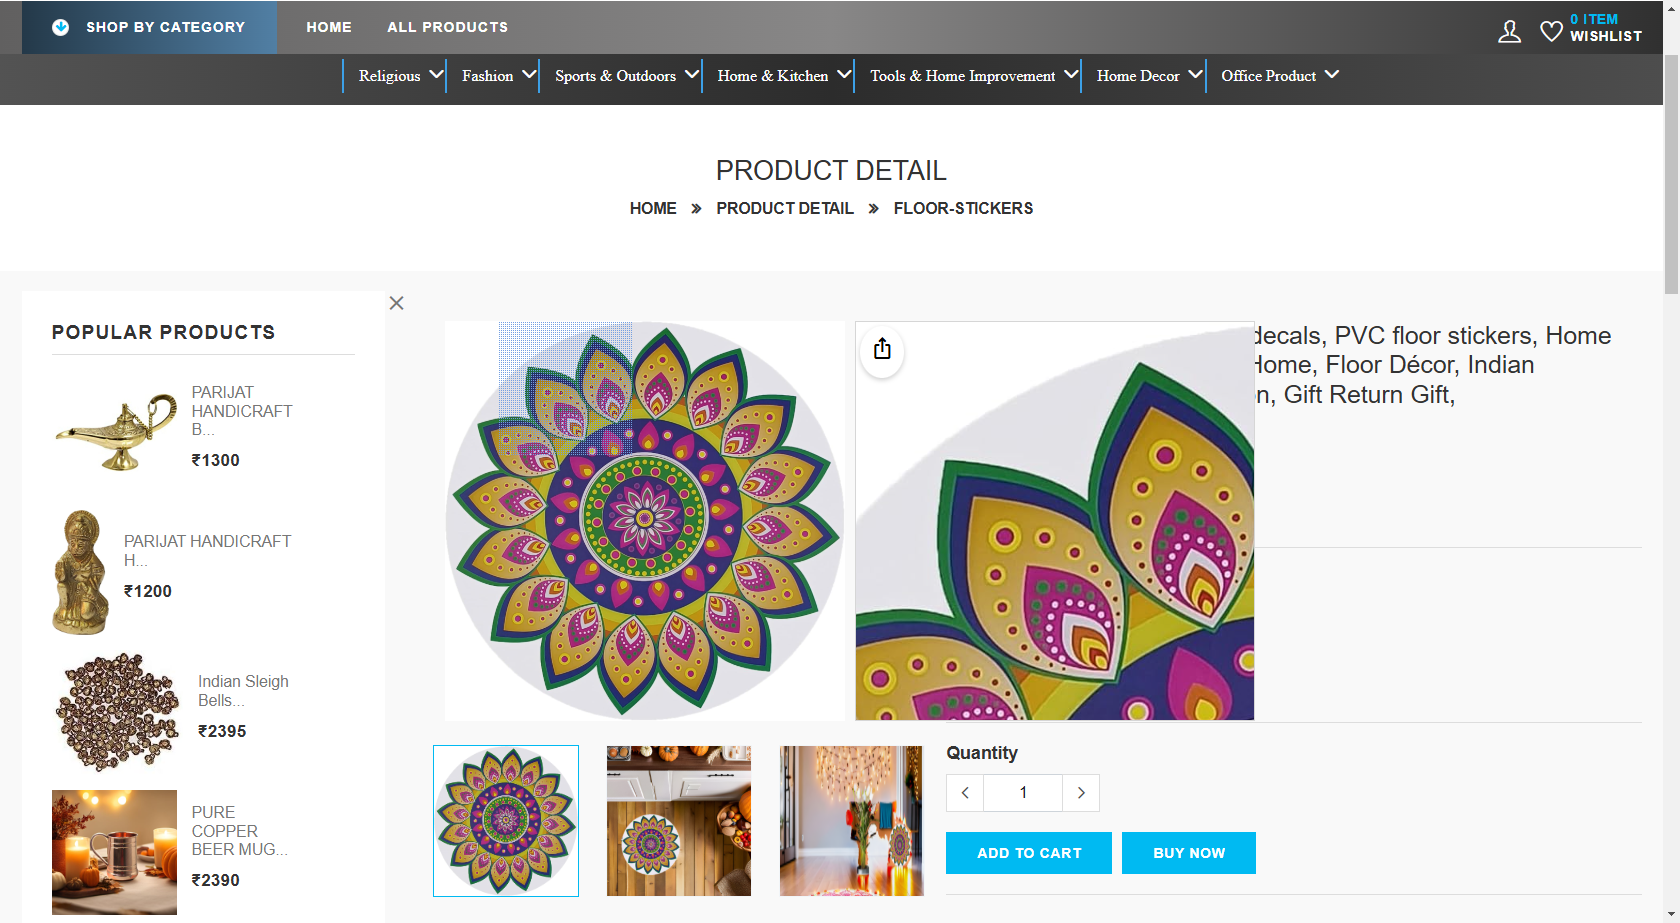 SHOP BY CATEGORY
HOME
ALL PRODUCTS
0 ITEM
WISHLIST
Religious
Fashion
Sports & Outdoors
Home & Kitchen
Tools & Home Improvement
Home Decor
Office Product
PRODUCT DETAIL
HOME » PRODUCT DETAIL » FLOOR-STICKERS
POPULAR PRODUCTS
PARIJAT
HANDICRAFT
B...
₹1300
PARIJAT HANDICRAFT
H...
₹1200
Indian Sleigh
Bells...
₹2395
PURE
COPPER
BEER MUG...
₹2390
decals, PVC floor stickers, Home
Home, Floor Décor, Indian
n, Gift Return Gift,
Quantity
1
ADD TO CART
BUY NOW